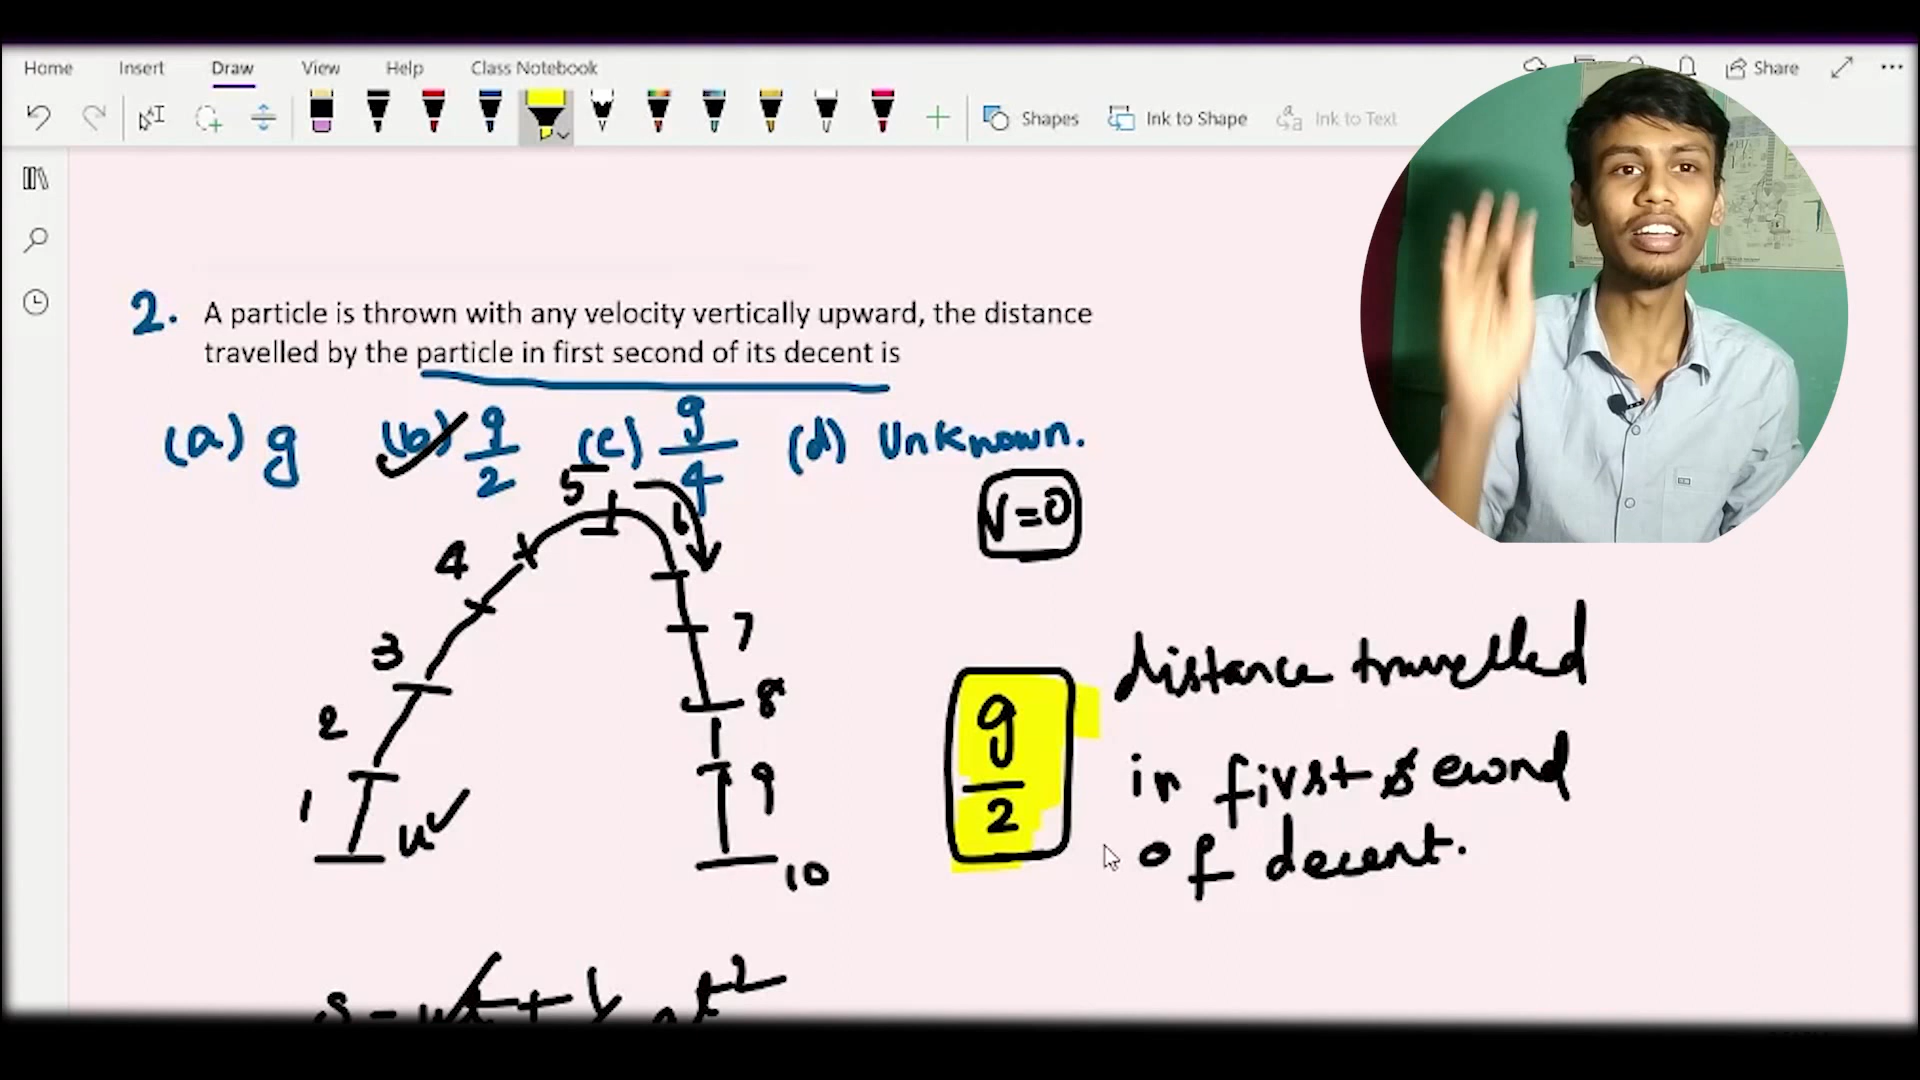 Home Insert Draw View Help Class Notebook Share
Shapes Ink to Shape Ink to Text
2. A particle is thrown with any velocity vertically upward, the distance
travelled by the particle in first second of its decent is
(a) g (b) g/2 (c) g/4 (d) Unknown.
5
6
V=0
4
3
7
2
8
1
u
9
10
g/2
distance travelled
in first second
of decent.